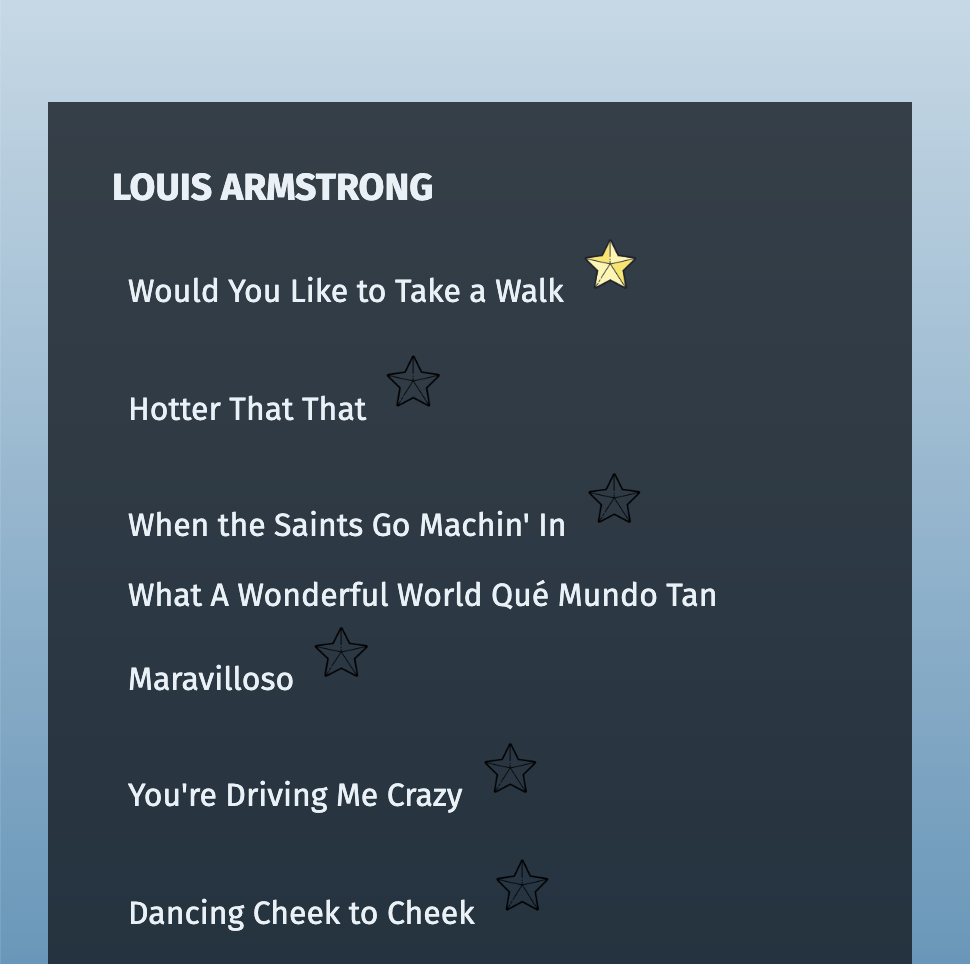 LOUIS ARMSTRONG
Would You Like to Take a Walk
Hotter That That
When the Saints Go Machin' In
What A Wonderful World Qué Mundo Tan
Maravilloso
You're Driving Me Crazy
Dancing Cheek to Cheek